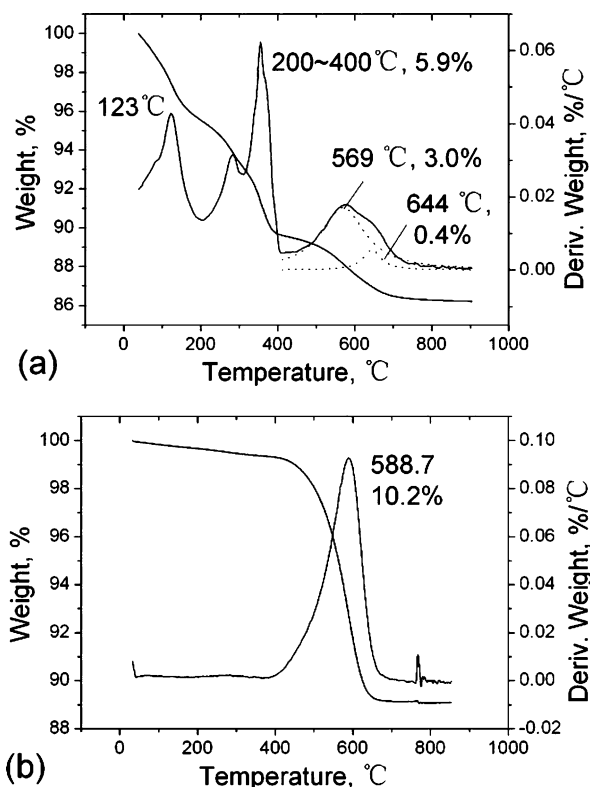 100
98
96
94
92
90
88
86
Weight, %
0.06
0.04
0.02
0.00
Deriv. Weight, %/℃
123℃
200~400℃, 5.9%
569 ℃, 3.0%
644 ℃,
0.4%
0 200 400 600 800 1000
Temperature, ℃
(a)
100
98
96
94
92
90
88
Weight, %
0.10
0.08
0.06
0.04
0.02
0.00
-0.02
Deriv. Weight, %/℃
588.7
10.2%
0 200 400 600 800 1000
Temperature, ℃
(b)